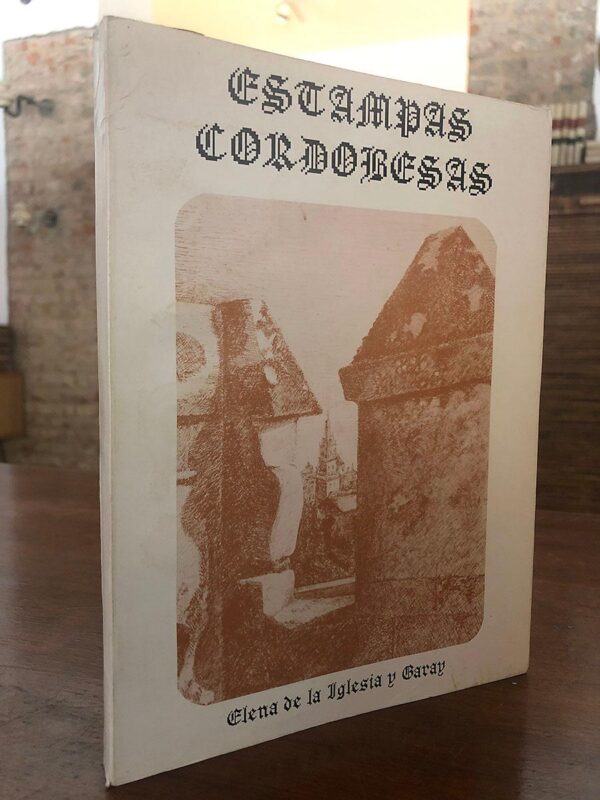 ESTAMPAS
CORDOBESAS
Elena de la Iglesia y Garay